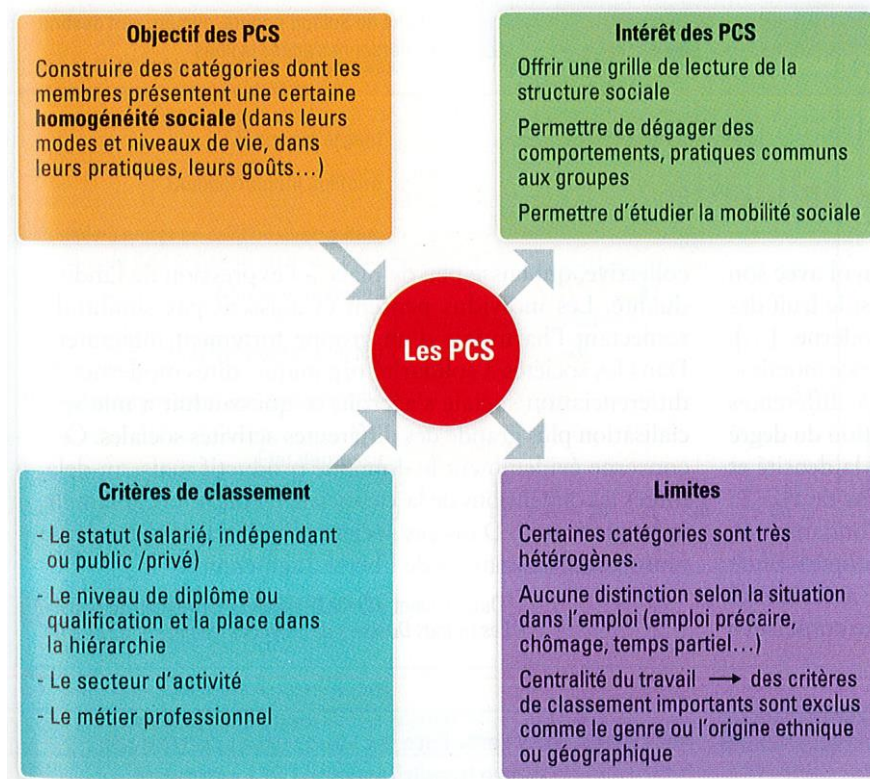 Objectif des PCS
Construire des catégories dont les
membres présentent une certaine
homogénéité sociale (dans leurs
modes et niveaux de vie, dans
leurs pratiques, leurs goûts…)
Intérêt des PCS
Offrir une grille de lecture de la
structure sociale
Permettre de dégager des
comportements, pratiques communs
aux groupes
Permettre d'étudier la mobilité sociale
Les PCS
Critères de classement
- Le statut (salarié, indépendant
ou public /privé)
- Le niveau de diplôme ou
qualification et la place dans
la hiérarchie
- Le secteur d'activité
- Le métier professionnel
Limites
Certaines catégories sont très
hétérogènes.
Aucune distinction selon la situation
dans l'emploi (emploi précaire,
chômage, temps partiel…)
Centralité du travail → des critères
de classement importants sont exclus
comme le genre ou l'origine ethnique
ou géographique